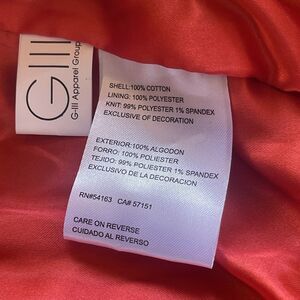 GIII
G-III Apparel Group
SHELL:100% COTTON
LINING: 100% POLYESTER
KNIT: 99% POLYESTER 1% SPANDEX
EXCLUSIVE OF DECORATION
EXTERIOR:100% ALGODON
FORRO: 100% POLIESTER
TEJIDO: 99% POLIESTER 1% SPANDEX
EXCLUSIVO DE LA DECORACION
RN#54163 CA# 57151
CARE ON REVERSE
CUIDADO AL REVERSO